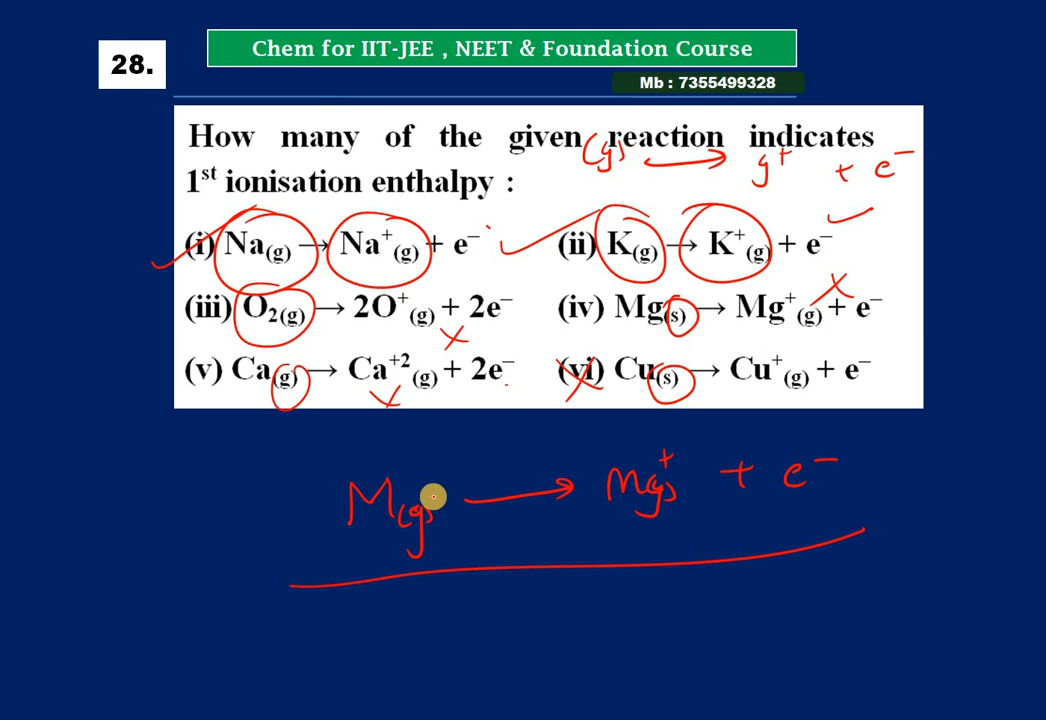 28.
Chem for IIT-JEE , NEET & Foundation Course
Mb : 7355499328
How many of the given reaction indicates
(g) → g⁺ + e⁻
1ˢᵗ ionisation enthalpy :
(i) Na₍g₎ → Na⁺₍g₎ + e⁻ (ii) K₍g₎ → K⁺₍g₎ + e⁻
(iii) O₂₍g₎ → 2O⁺₍g₎ + 2e⁻ (iv) Mg₍s₎ → Mg⁺₍g₎ + e⁻
(v) Ca₍g₎ → Ca⁺²₍g₎ + 2e⁻ (vi) Cu₍s₎ → Cu⁺₍g₎ + e⁻
M(g) → M(g)⁺ + e⁻